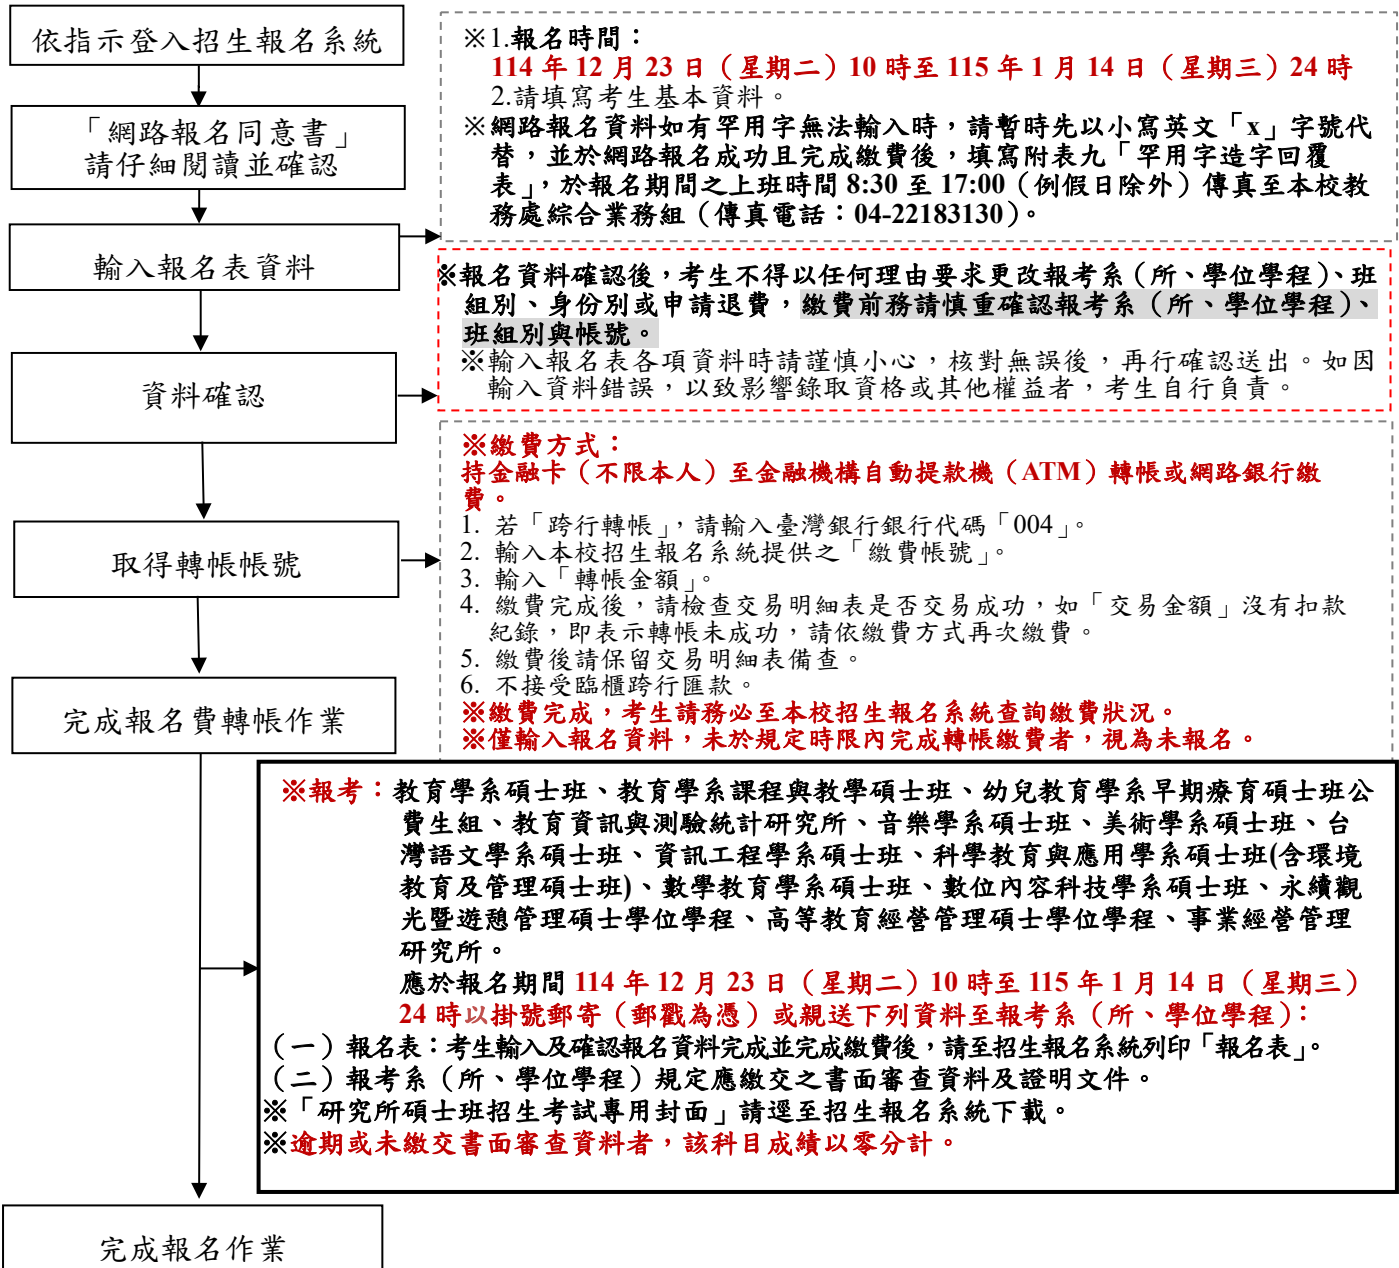 依指示登入招生報名系統
「網路報名同意書」
請仔細閱讀並確認
輸入報名表資料
※1.報名時間：
114 年 12 月 23 日（星期二）10 時至 115 年 1 月 14 日（星期三）24 時
2.請填寫考生基本資料。
※網路報名資料如有罕用字無法輸入時，請暫時先以小寫英文「x」字號代
替，並於網路報名成功且完成繳費後，填寫附表九「罕用字造字回覆
表」，於報名期間之上班時間 8:30 至 17:00（例假日除外）傳真至本校教
務處綜合業務組（傳真電話：04-22183130）。
資料確認
※報名資料確認後，考生不得以任何理由要求更改報考系（所、學位學程）、班
組別、身份別或申請退費，繳費前務請慎重確認報考系（所、學位學程）、
班組別與帳號。
※輸入報名表各項資料時請謹慎小心，核對無誤後，再行確認送出。如因
輸入資料錯誤，以致影響錄取資格或其他權益者，考生自行負責。
取得轉帳帳號
※繳費方式：
持金融卡（不限本人）至金融機構自動提款機（ATM）轉帳或網路銀行繳
費。
1. 若「跨行轉帳」，請輸入臺灣銀行銀行代碼「004」。
2. 輸入本校招生報名系統提供之「繳費帳號」。
3. 輸入「轉帳金額」。
4. 繳費完成後，請檢查交易明細表是否交易成功，如「交易金額」沒有扣款
紀錄，即表示轉帳未成功，請依繳費方式再次繳費。
5. 繳費後請保留交易明細表備查。
6. 不接受臨櫃跨行匯款。
※繳費完成，考生請務必至本校招生報名系統查詢繳費狀況。
※僅輸入報名資料，未於規定時限內完成轉帳繳費者，視為未報名。
完成報名費轉帳作業
※報考：教育學系碩士班、教育學系課程與教學碩士班、幼兒教育學系早期療育碩士班公
費生組、教育資訊與測驗統計研究所、音樂學系碩士班、美術學系碩士班、台
灣語文學系碩士班、資訊工程學系碩士班、科學教育與應用學系碩士班(含環境
教育及管理碩士班)、數學教育學系碩士班、數位內容科技學系碩士班、永續觀
光暨遊憩管理碩士學位學程、高等教育經營管理碩士學位學程、事業經營管理
研究所。
應於報名期間 114 年 12 月 23 日（星期二）10 時至 115 年 1 月 14 日（星期三）
24 時以掛號郵寄（郵戳為憑）或親送下列資料至報考系（所、學位學程）：
（一）報名表：考生輸入及確認報名資料完成並完成繳費後，請至招生報名系統列印「報名表」。
（二）報考系（所、學位學程）規定應繳交之書面審查資料及證明文件。
※「研究所碩士班招生考試專用封面」請逕至招生報名系統下載。
※逾期或未繳交書面審查資料者，該科目成績以零分計。
完成報名作業